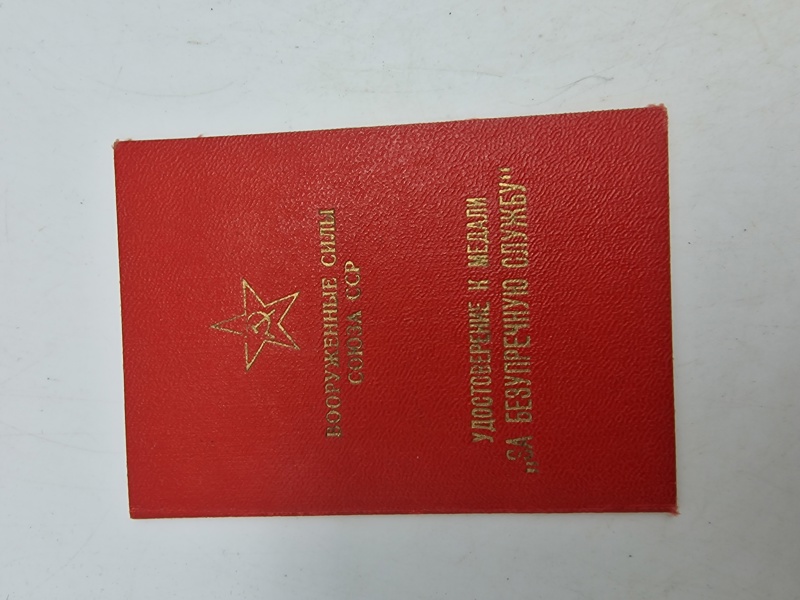 ВООРУЖЕННЫЕ СИЛЫ
СОЮЗА ССР
УДОСТОВЕРЕНИЕ К МЕДАЛИ
„ЗА БЕЗУПРЕЧНУЮ СЛУЖБУ"